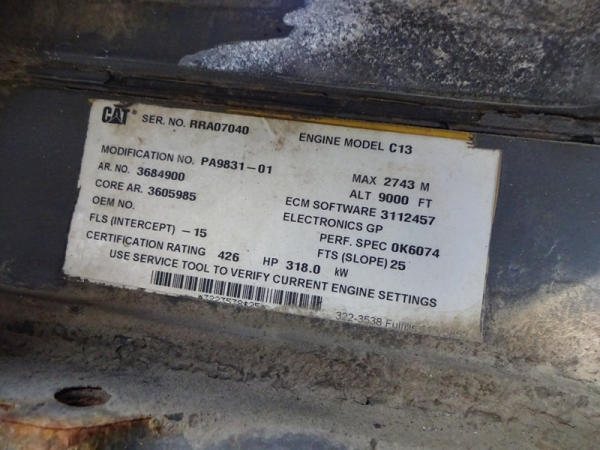 CAT SER. NO. RRA07040 ENGINE MODEL C13
MODIFICATION NO. PA9831-01 MAX 2743 M
AR. NO. 3684900 ALT 9000 FT
CORE AR. 3605985 ECM SOFTWARE 3112457
OEM NO. ELECTRONICS GP
FLS (INTERCEPT) -15 PERF. SPEC 0K6074
CERTIFICATION RATING 426 HP 318.0 kW FTS (SLOPE) 25
USE SERVICE TOOL TO VERIFY CURRENT ENGINE SETTINGS
322-3538